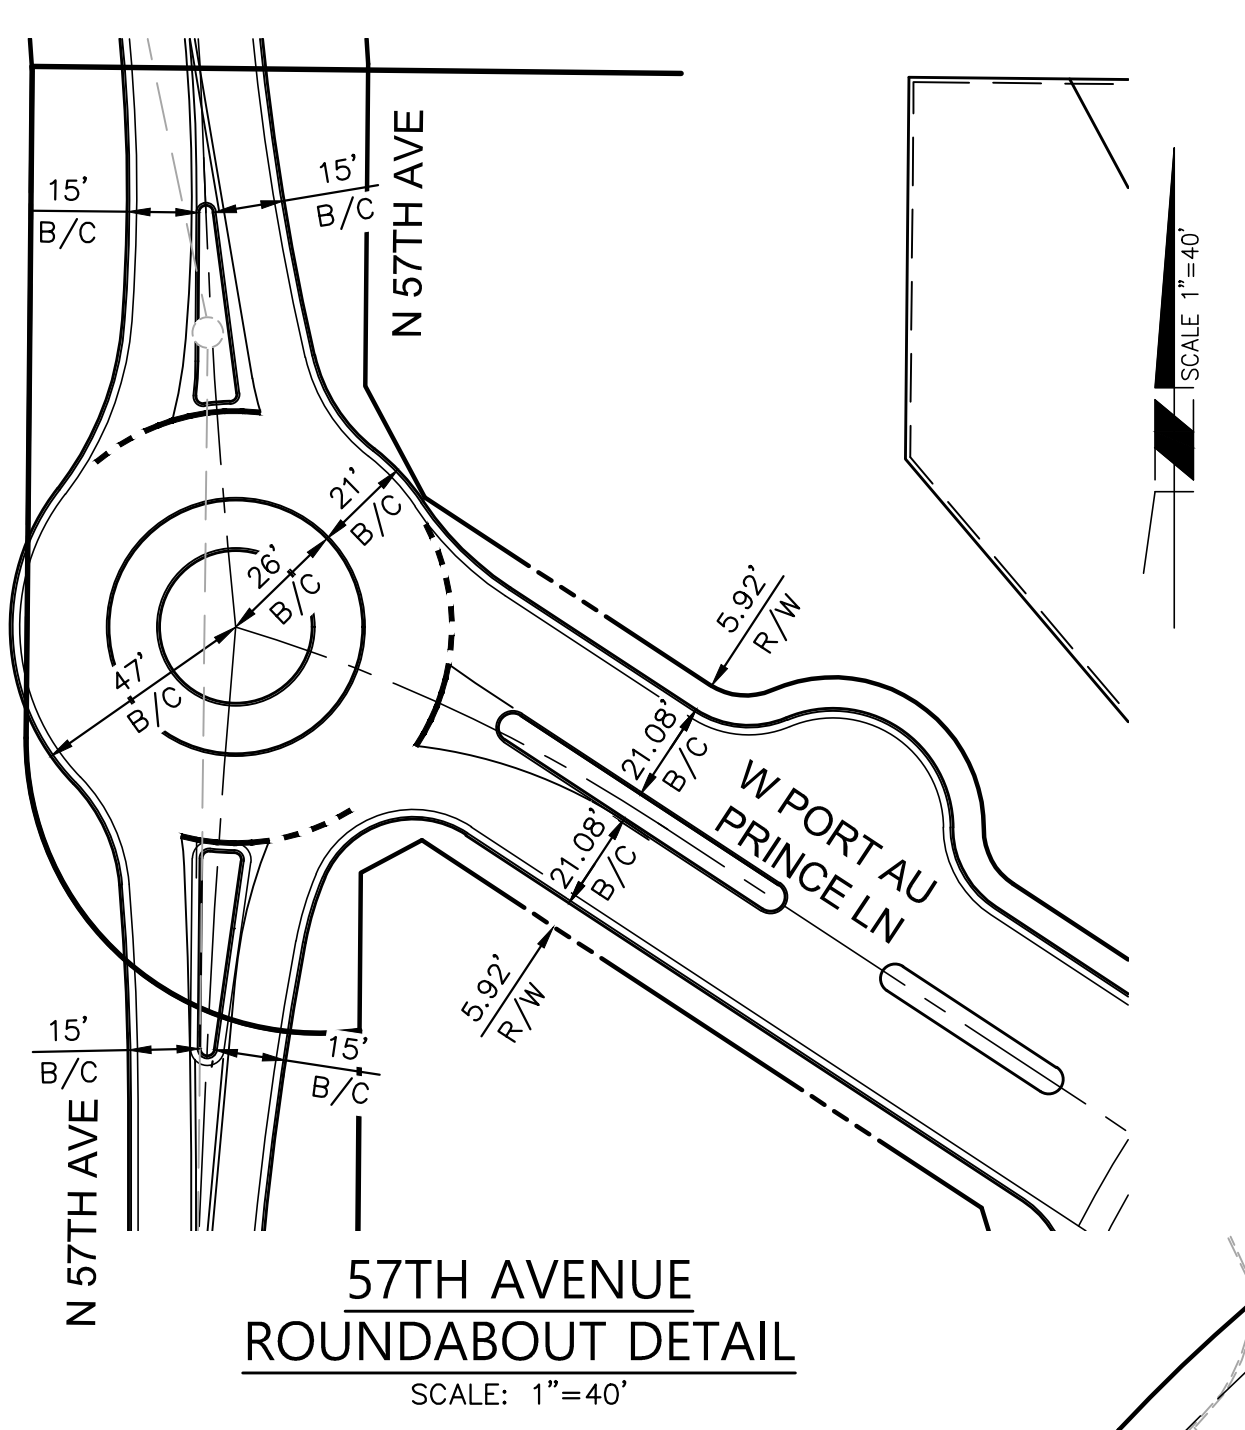 N 57TH AVE
15'
B/C
15'
B/C
SCALE 1"=40'
21'
B/C
26'
B/C
47'
B/C
5.92'
R/W
21.08'
B/C
W PORT AU
PRINCE LN
21.08'
B/C
5.92'
R/W
15'
B/C
15'
B/C
N 57TH AVE
57TH AVENUE
ROUNDABOUT DETAIL
SCALE: 1"=40'